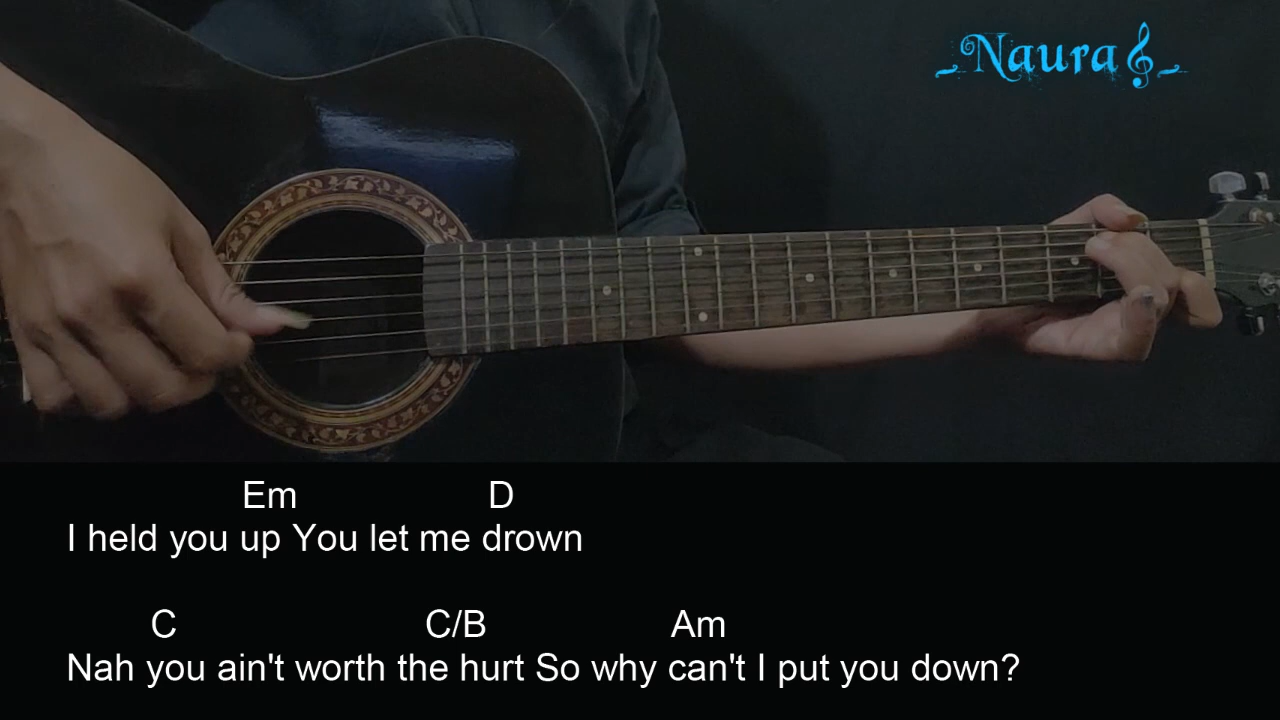 Naura
Em D
I held you up You let me drown
C C/B Am
Nah you ain't worth the hurt So why can't I put you down?